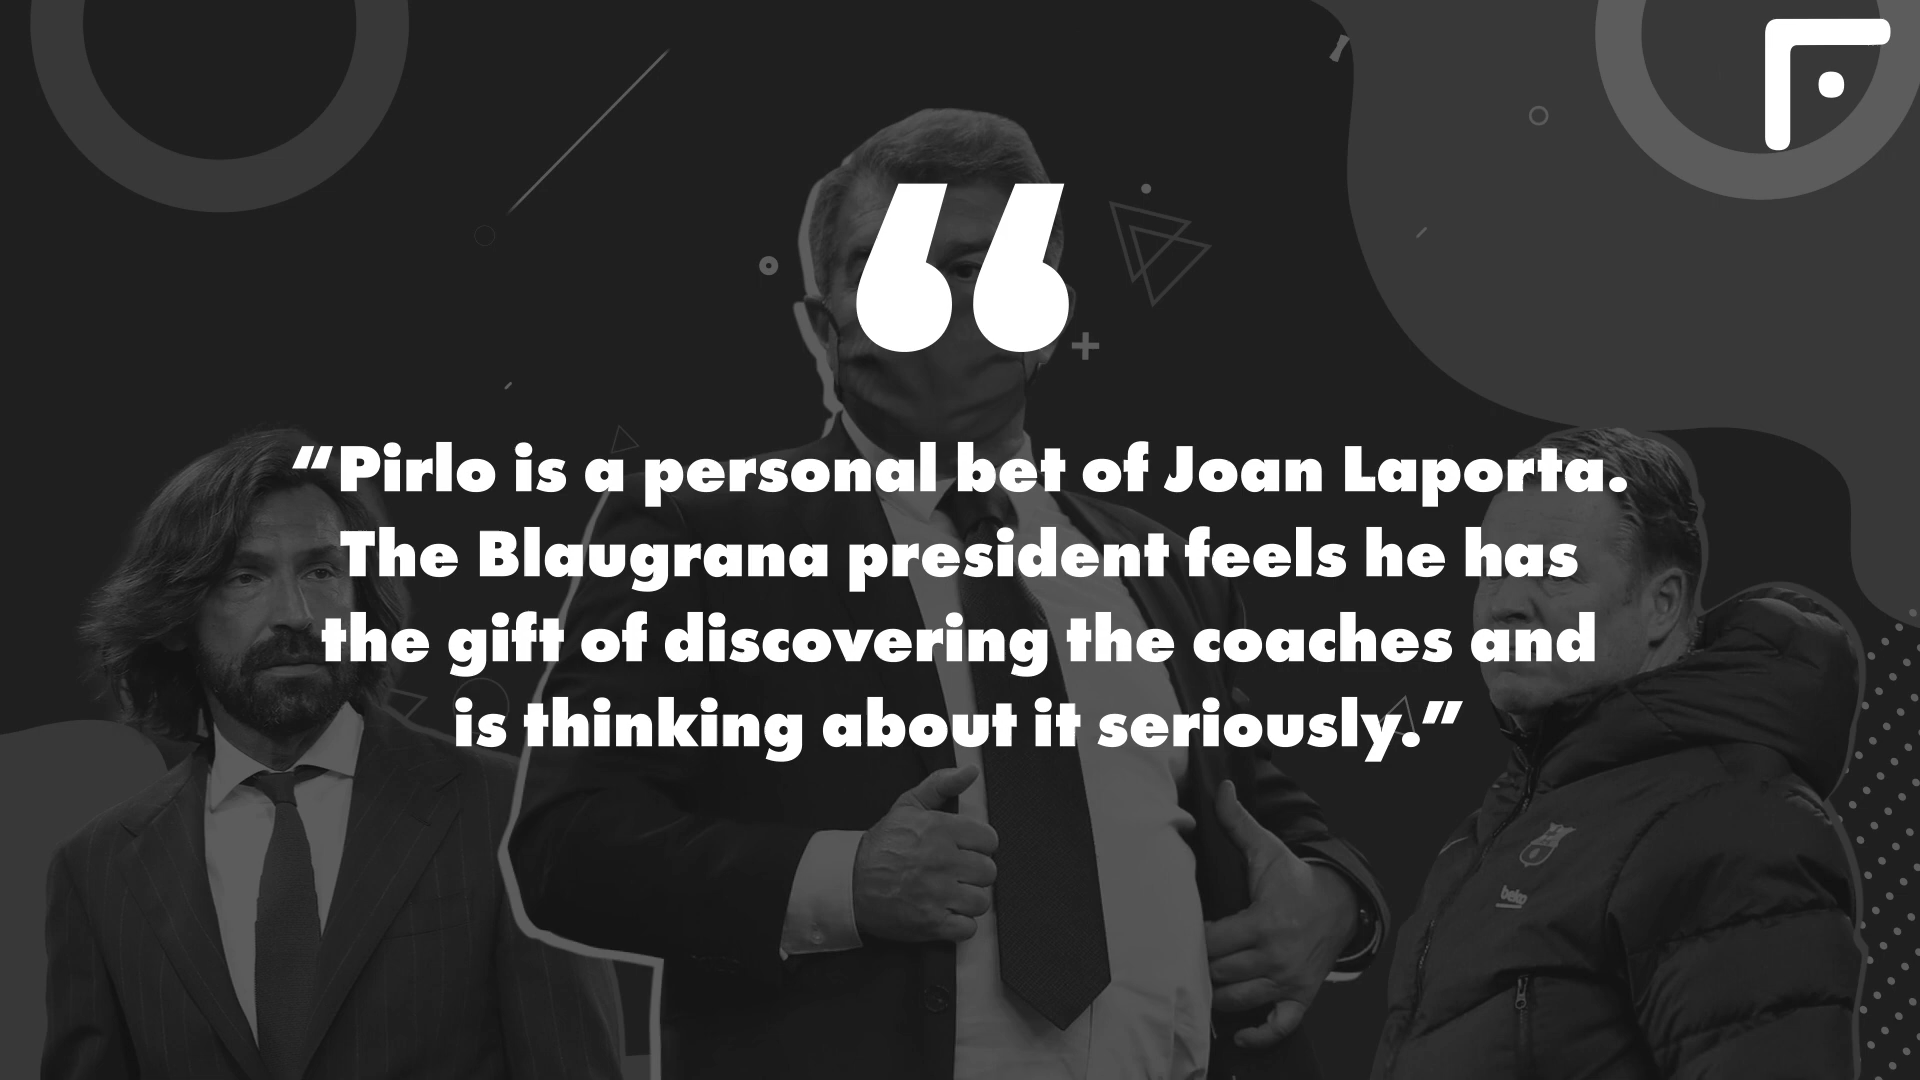 “Pirlo is a personal bet of Joan Laporta.
The Blaugrana president feels he has
the gift of discovering the coaches and
is thinking about it seriously.”
beko